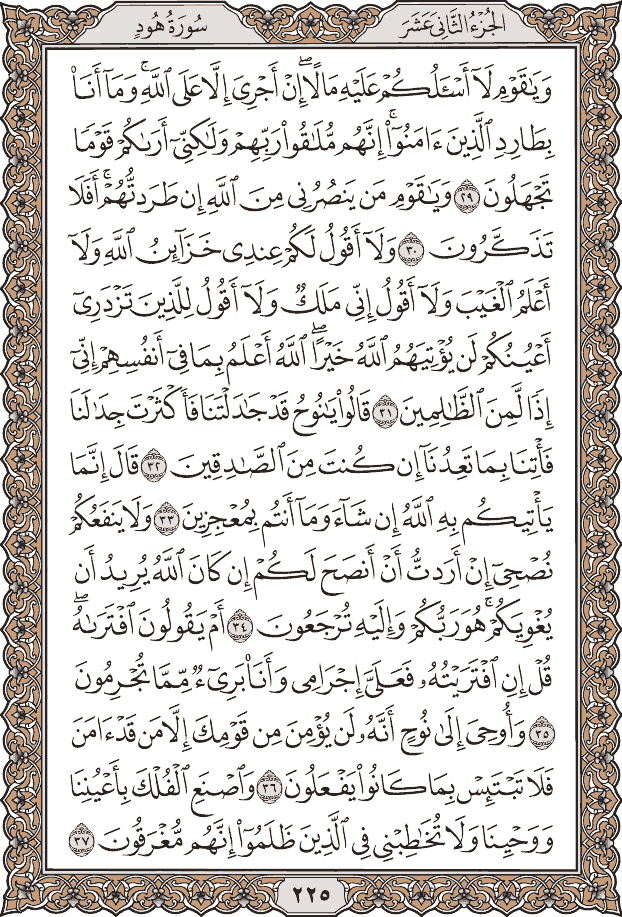 الجُزْءُ الثَّانِيَ عَشَرَ
سُورَةُ هُودٍ
وَيَٰقَوْمِ لَآ أَسْـَٔلُكُمْ عَلَيْهِ مَالًا ۖ إِنْ أَجْرِىَ إِلَّا عَلَى ٱللَّهِ ۚ وَمَآ أَنَا۠
بِطَارِدِ ٱلَّذِينَ ءَامَنُوٓا۟ ۚ إِنَّهُم مُّلَٰقُوا۟ رَبِّهِمْ وَلَٰكِنِّىٓ أَرَىٰكُمْ قَوْمًا
تَجْهَلُونَ ٢٩ وَيَٰقَوْمِ مَن يَنصُرُنِى مِنَ ٱللَّهِ إِن طَرَدتُّهُمْ ۚ أَفَلَا
تَذَكَّرُونَ ٣٠ وَلَآ أَقُولُ لَكُمْ عِندِى خَزَآئِنُ ٱللَّهِ وَلَآ
أَعْلَمُ ٱلْغَيْبَ وَلَآ أَقُولُ إِنِّى مَلَكٌ وَلَآ أَقُولُ لِلَّذِينَ تَزْدَرِىٓ
أَعْيُنُكُمْ لَن يُؤْتِيَهُمُ ٱللَّهُ خَيْرًا ۖ ٱللَّهُ أَعْلَمُ بِمَا فِىٓ أَنفُسِهِمْ ۖ إِنِّىٓ
إِذًا لَّمِنَ ٱلظَّٰلِمِينَ ٣١ قَالُوا۟ يَٰنُوحُ قَدْ جَٰدَلْتَنَا فَأَكْثَرْتَ جِدَٰلَنَا
فَأْتِنَا بِمَا تَعِدُنَآ إِن كُنتَ مِنَ ٱلصَّٰدِقِينَ ٣٢ قَالَ إِنَّمَا
يَأْتِيكُم بِهِ ٱللَّهُ إِن شَآءَ وَمَآ أَنتُم بِمُعْجِزِينَ ٣٣ وَلَا يَنفَعُكُمْ
نُصْحِىٓ إِنْ أَرَدتُّ أَنْ أَنصَحَ لَكُمْ إِن كَانَ ٱللَّهُ يُرِيدُ أَن
يُغْوِيَكُمْ ۚ هُوَ رَبُّكُمْ وَإِلَيْهِ تُرْجَعُونَ ٣٤ أَمْ يَقُولُونَ ٱفْتَرَىٰهُ ۖ
قُلْ إِنِ ٱفْتَرَيْتُهُۥ فَعَلَىَّ إِجْرَامِى وَأَنَا۠ بَرِىٓءٌ مِّمَّا تُجْرِمُونَ
٣٥ وَأُوحِىَ إِلَىٰ نُوحٍ أَنَّهُۥ لَن يُؤْمِنَ مِن قَوْمِكَ إِلَّا مَن قَدْ ءَامَنَ
فَلَا تَبْتَئِسْ بِمَا كَانُوا۟ يَفْعَلُونَ ٣٦ وَٱصْنَعِ ٱلْفُلْكَ بِأَعْيُنِنَا
وَوَحْيِنَا وَلَا تُخَٰطِبْنِى فِى ٱلَّذِينَ ظَلَمُوٓا۟ ۚ إِنَّهُم مُّغْرَقُونَ ٣٧
٢٢٥